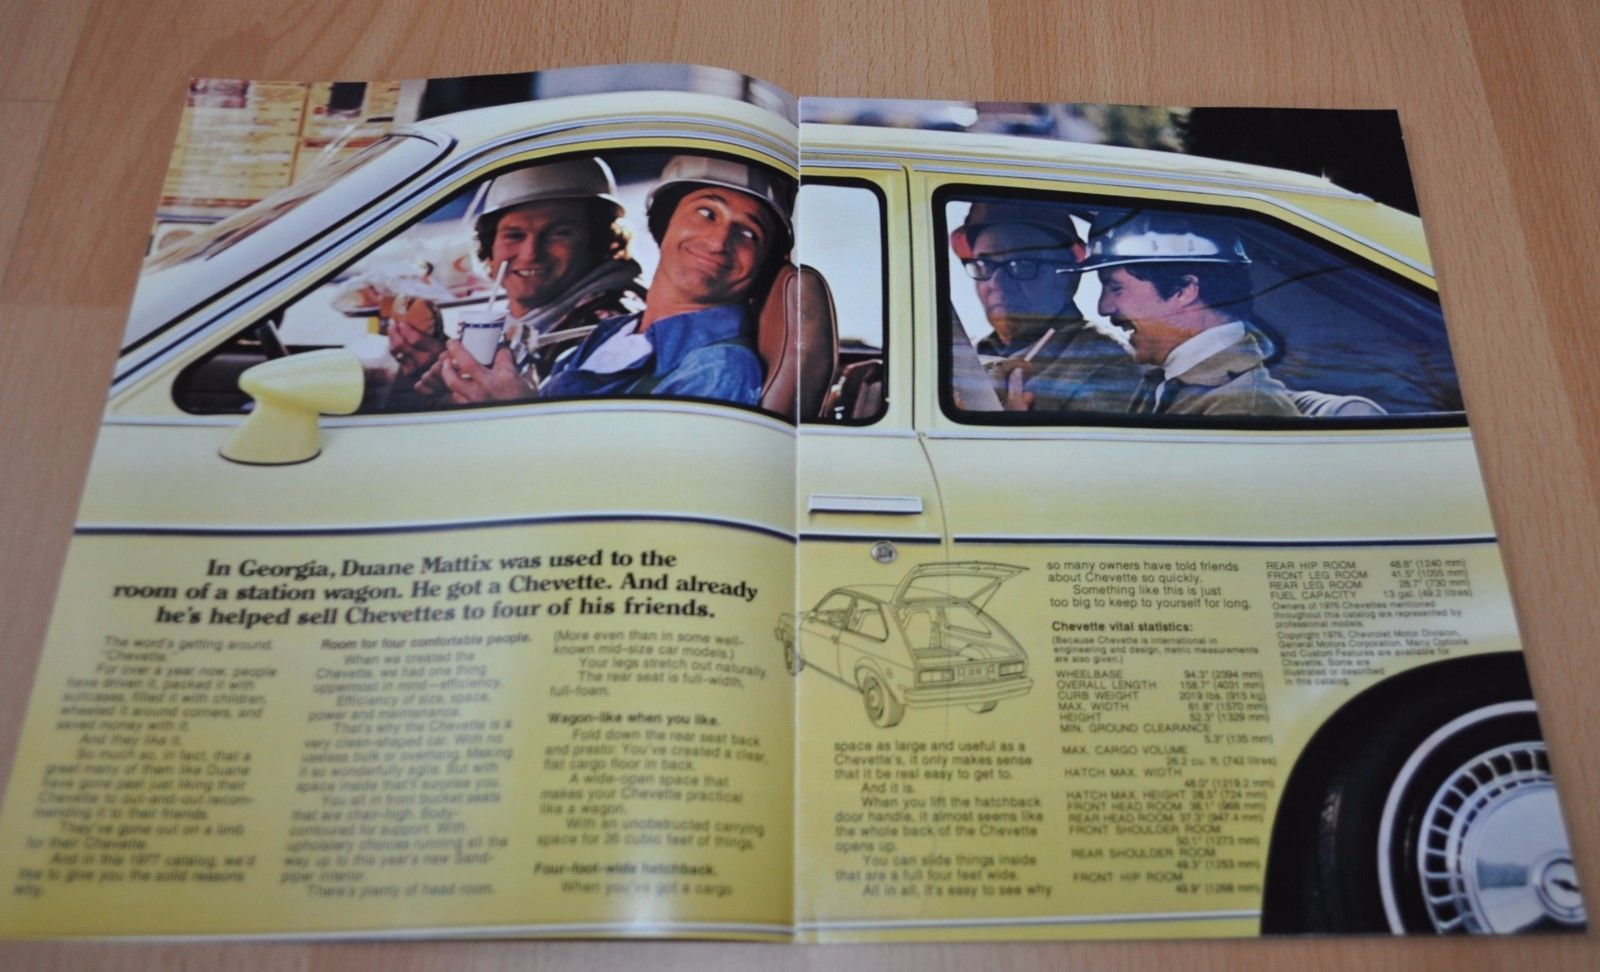 In Georgia, Duane Mattix was used to the
room of a station wagon. He got a Chevette. And already
he's helped sell Chevettes to four of his friends.
The word's getting around.
"Chevette."
For over a year now, people
have driven it, packed it with
suitcases, filled it with children,
wheeled it around corners, and
saved money with it.
And they like it.
So much so, in fact, that a
great many of them like Duane
have gone past just liking their
Chevette to out-and-out recom-
mending it to their friends.
They've gone out on a limb
for their Chevette.
And in this 1977 catalog, we'd
like to give you the solid reasons
why.
Room for four comfortable people.
When we created the
Chevette, we had one thing
uppermost in mind—efficiency.
Efficiency of size, space,
power and maintenance.
That's why the Chevette is a
very clean-shaped car. With no
useless bulk or overhang. Making
it so wonderfully agile. But with
space inside that'll surprise you.
You sit in front bucket seats
that are chair-high. Body-
contoured for support. With
upholstery choices running all the
way up to this year's new Sand-
piper interior.
There's plenty of head room.
(More even than in some well-
known mid-size car models.)
Your legs stretch out naturally.
The rear seat is full-width,
full-foam.
Wagon-like when you like.
Fold down the rear seat back
and presto: You've created a clear,
flat cargo floor in back.
A wide-open space that
makes your Chevette practical
like a wagon.
With an unobstructed carrying
space for 26 cubic feet of things.
Four-foot-wide hatchback.
When you've got a cargo
space as large and useful as a
Chevette's, it only makes sense
that it be real easy to get to.
And it is.
When you lift the hatchback
door handle, it almost seems like
the whole back of the Chevette
opens up.
You can slide things inside
that are a full four feet wide.
All in all, it's easy to see why
so many owners have told friends
about Chevette so quickly.
Something like this is just
too big to keep to yourself for long.
Chevette vital statistics:
(Because Chevette is international in
engineering and design, metric measurements
are also given.)
WHEELBASE 94.3" (2394 mm)
OVERALL LENGTH 158.7" (4031 mm)
CURB WEIGHT 2019 lbs. (915 kg)
MAX. WIDTH 61.8" (1570 mm)
HEIGHT 52.3" (1329 mm)
MIN. GROUND CLEARANCE
5.3" (135 mm)
MAX. CARGO VOLUME
26.2 cu. ft. (742 litres)
HATCH MAX. WIDTH
48.0" (1219.2 mm)
HATCH MAX. HEIGHT 28.5" (724 mm)
FRONT HEAD ROOM 38.1" (968 mm)
REAR HEAD ROOM 37.3" (947.4 mm)
FRONT SHOULDER ROOM
50.1" (1273 mm)
REAR SHOULDER ROOM
49.3" (1253 mm)
FRONT HIP ROOM
49.9" (1268 mm)
REAR HIP ROOM 48.8" (1240 mm)
FRONT LEG ROOM 41.5" (1055 mm)
REAR LEG ROOM 28.7" (730 mm)
FUEL CAPACITY 13 gal. (49.2 litres)
Owners of 1976 Chevettes mentioned
throughout this catalog are represented by
professional models.
Copyright 1976, Chevrolet Motor Division,
General Motors Corporation. Many Options
and Custom Features are available for
Chevette. Some are
illustrated or described
in this catalog.